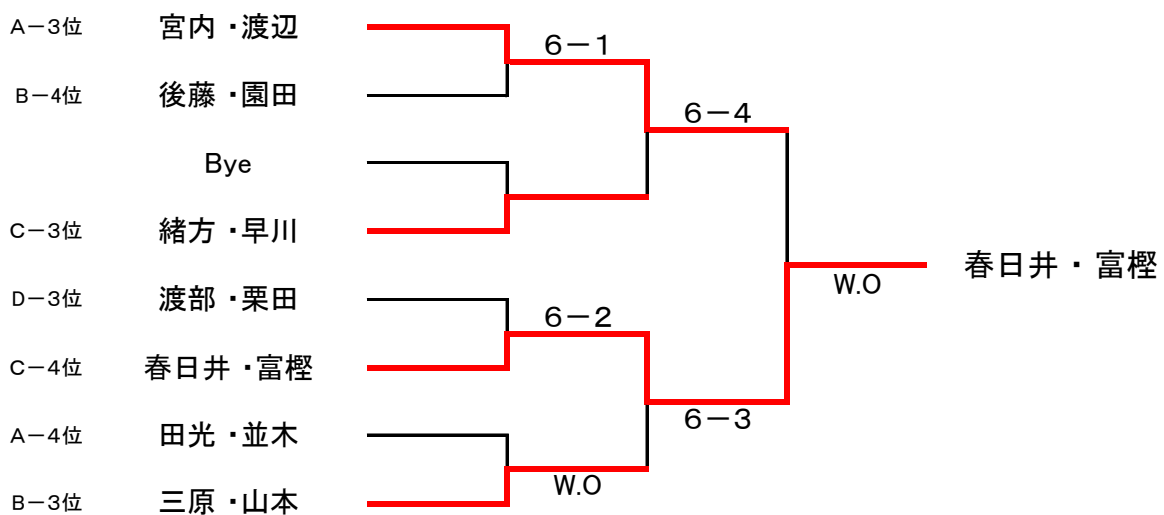 A－3位 宮内・渡辺
6－1
B－4位 後藤・園田
6－4
Bye
C－3位 緒方・早川
春日井・富樫
W.O
D－3位 渡部・栗田
6－2
C－4位 春日井・富樫
6－3
A－4位 田光・並木
W.O
B－3位 三原・山本